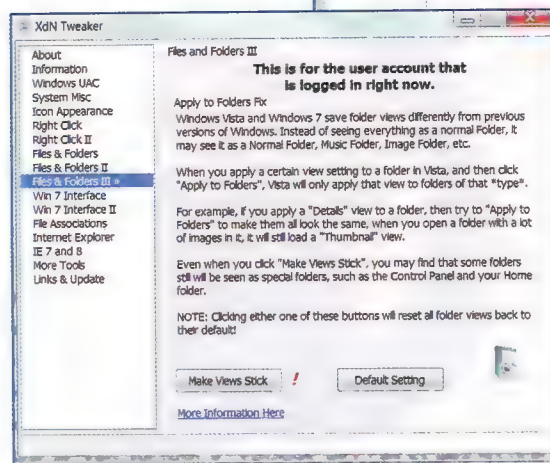 XdN Tweaker
About
Information
Windows UAC
System Misc
Icon Appearance
Right Click
Right Click II
Files & Folders
Files & Folders II
Files & Folders III »
Win 7 Interface
Win 7 Interface II
File Associations
Internet Explorer
IE 7 and 8
More Tools
Links & Update
Files and Folders III
This is for the user account that
is logged in right now.
Apply to Folders Fix
Windows Vista and Windows 7 save folder views differently from previous
versions of Windows. Instead of seeing everything as a normal Folder, it
may see it as a Normal Folder, Music Folder, Image Folder, etc.
When you apply a certain view setting to a folder in Vista, and then click
"Apply to Folders", Vista will only apply that view to folders of that *type*.
For example, if you apply a "Details" view to a folder, then try to "Apply to
Folders" to make them all look the same, when you open a folder with a lot
of images in it, it will still load a "Thumbnail" view.
Even when you click "Make Views Stick", you may find that some folders
still will be seen as special folders, such as the Control Panel and your Home
folder.
NOTE: Clicking either one of these buttons will reset all folder views back to
their default!
Make Views Stick ! Default Setting
More Information Here